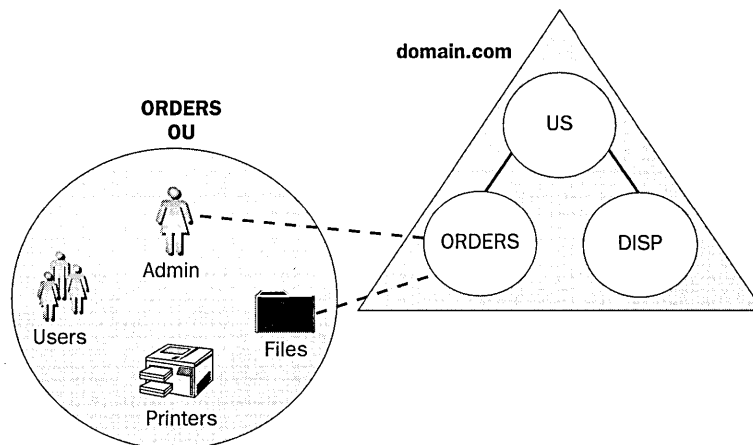 domain.com
US
ORDERS
OU
ORDERS
DISP
Admin
Users
Files
Printers